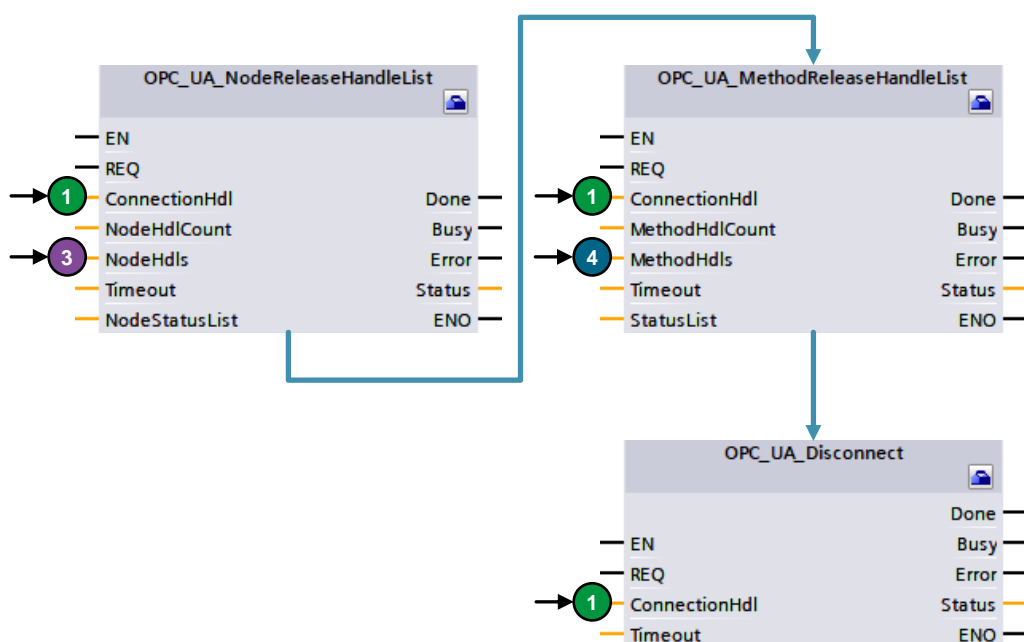 OPC_UA_NodeReleaseHandleList
EN
REQ
1 ConnectionHdl Done
NodeHdlCount Busy
3 NodeHdls Error
Timeout Status
NodeStatusList ENO
OPC_UA_MethodReleaseHandleList
EN
REQ
1 ConnectionHdl Done
MethodHdlCount Busy
4 MethodHdls Error
Timeout Status
StatusList ENO
OPC_UA_Disconnect
Done
EN Busy
REQ Error
1 ConnectionHdl Status
Timeout ENO